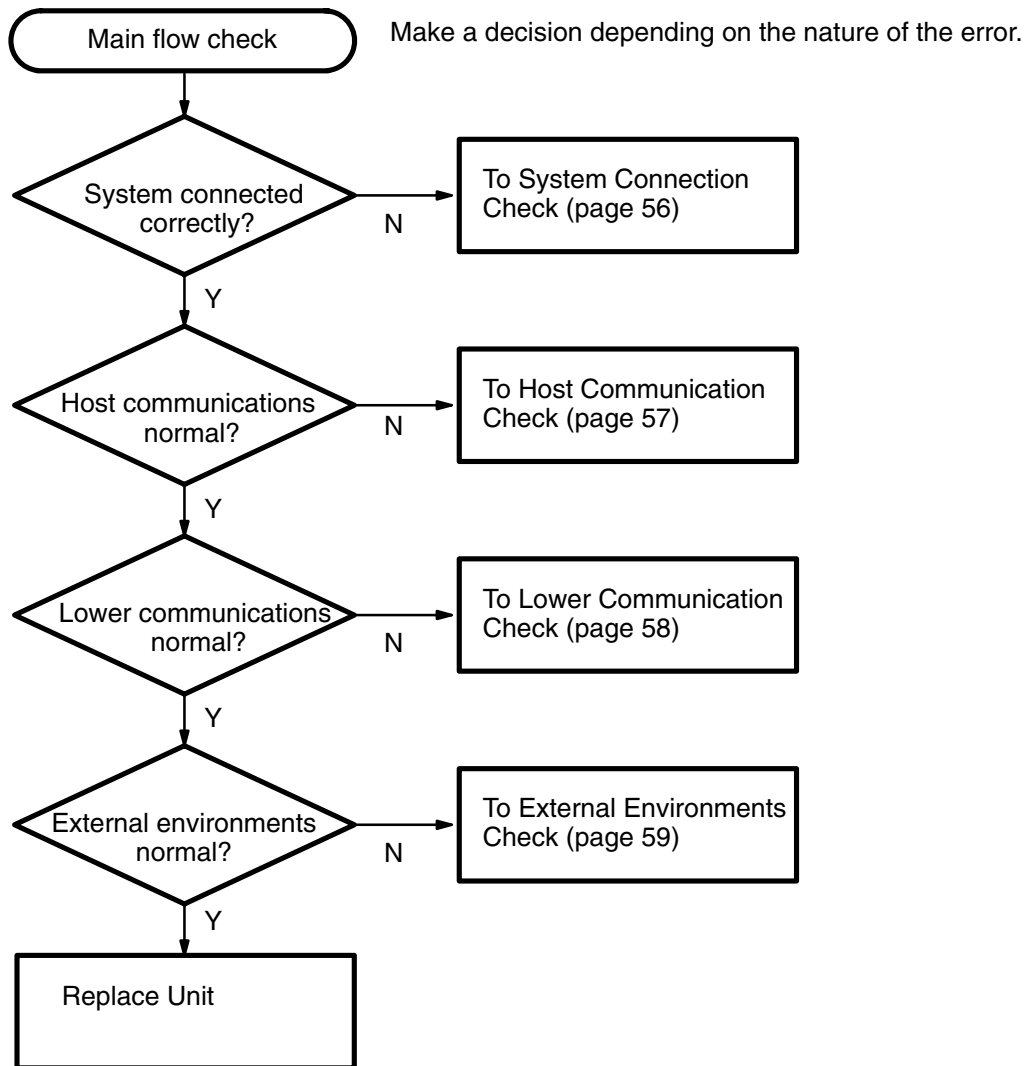 Main flow check
Make a decision depending on the nature of the error.
System connected
correctly?
N
To System Connection
Check (page 56)
Y
Host communications
normal?
N
To Host Communication
Check (page 57)
Y
Lower communications
normal?
N
To Lower Communication
Check (page 58)
Y
External environments
normal?
N
To External Environments
Check (page 59)
Y
Replace Unit